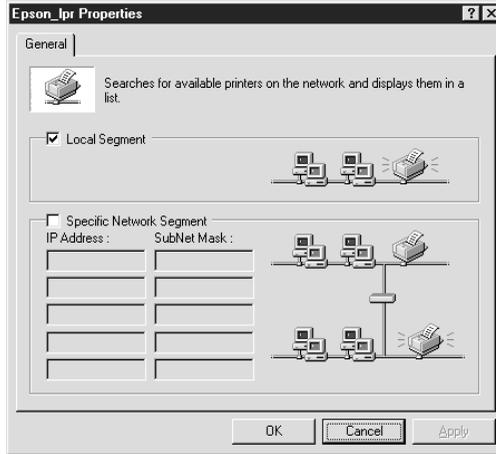 Epson_lpr Properties
General
Searches for available printers on the network and displays them in a
list.
Local Segment
Specific Network Segment
IP Address : SubNet Mask :
OK Cancel Apply